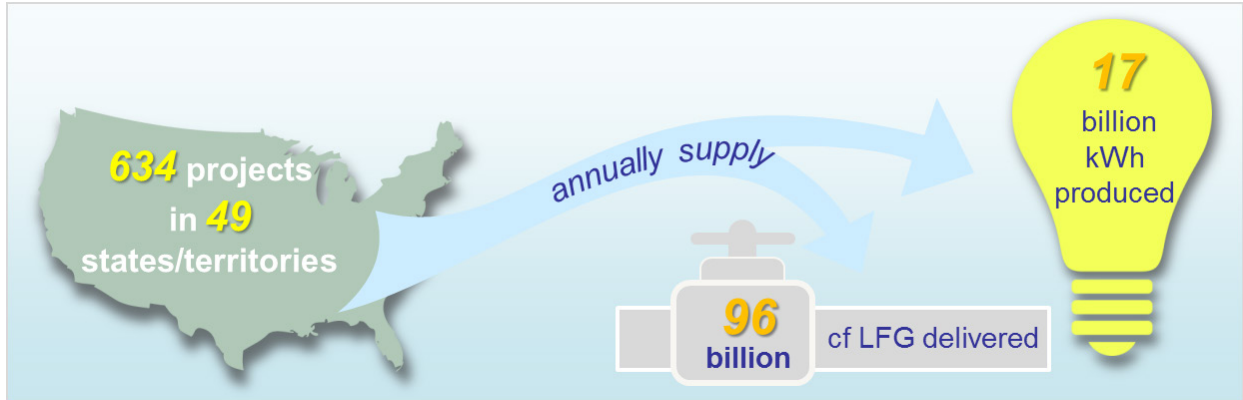 634 projects
in 49
states/territories
annually supply
17
billion
kWh
produced
96
billion
cf LFG delivered